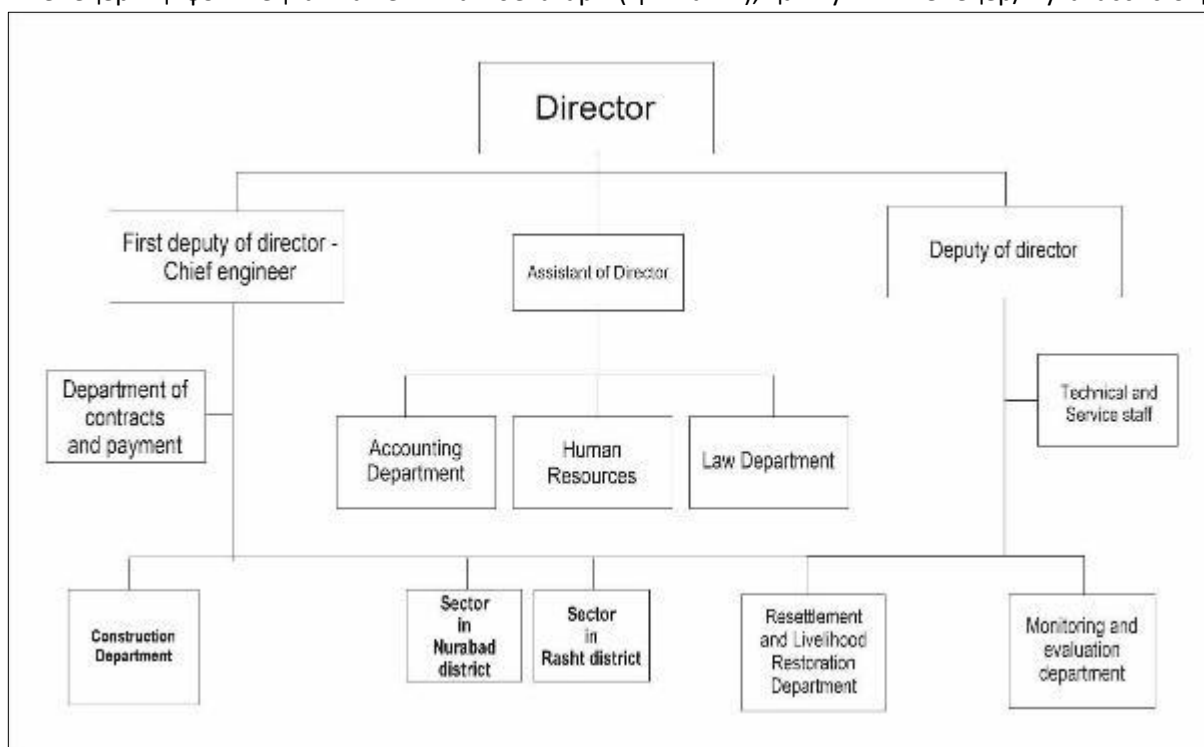 Director
First deputy of director -
Chief engineer
Assistant of Director
Deputy of director
Department of
contracts
and payment
Technical and
Service staff
Accounting
Department
Human
Resources
Law Department
Construction
Department
Sector
in
Nurabad
district
Sector
in
Rasht district
Resettlement
and Livelihood
Restoration
Department
Monitoring and
evaluation
department